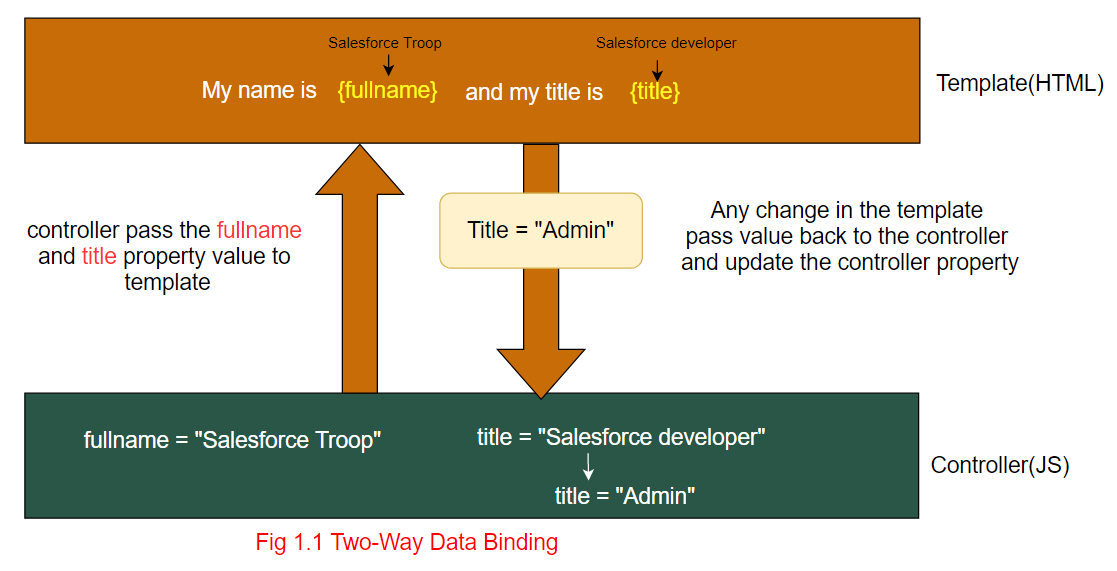 Salesforce Troop
Salesforce developer
My name is {fullname} and my title is {title}
Template(HTML)
controller pass the fullname
and title property value to
template
Title = "Admin"
Any change in the template
pass value back to the controller
and update the controller property
fullname = "Salesforce Troop"
title = "Salesforce developer"
title = "Admin"
Controller(JS)
Fig 1.1 Two-Way Data Binding